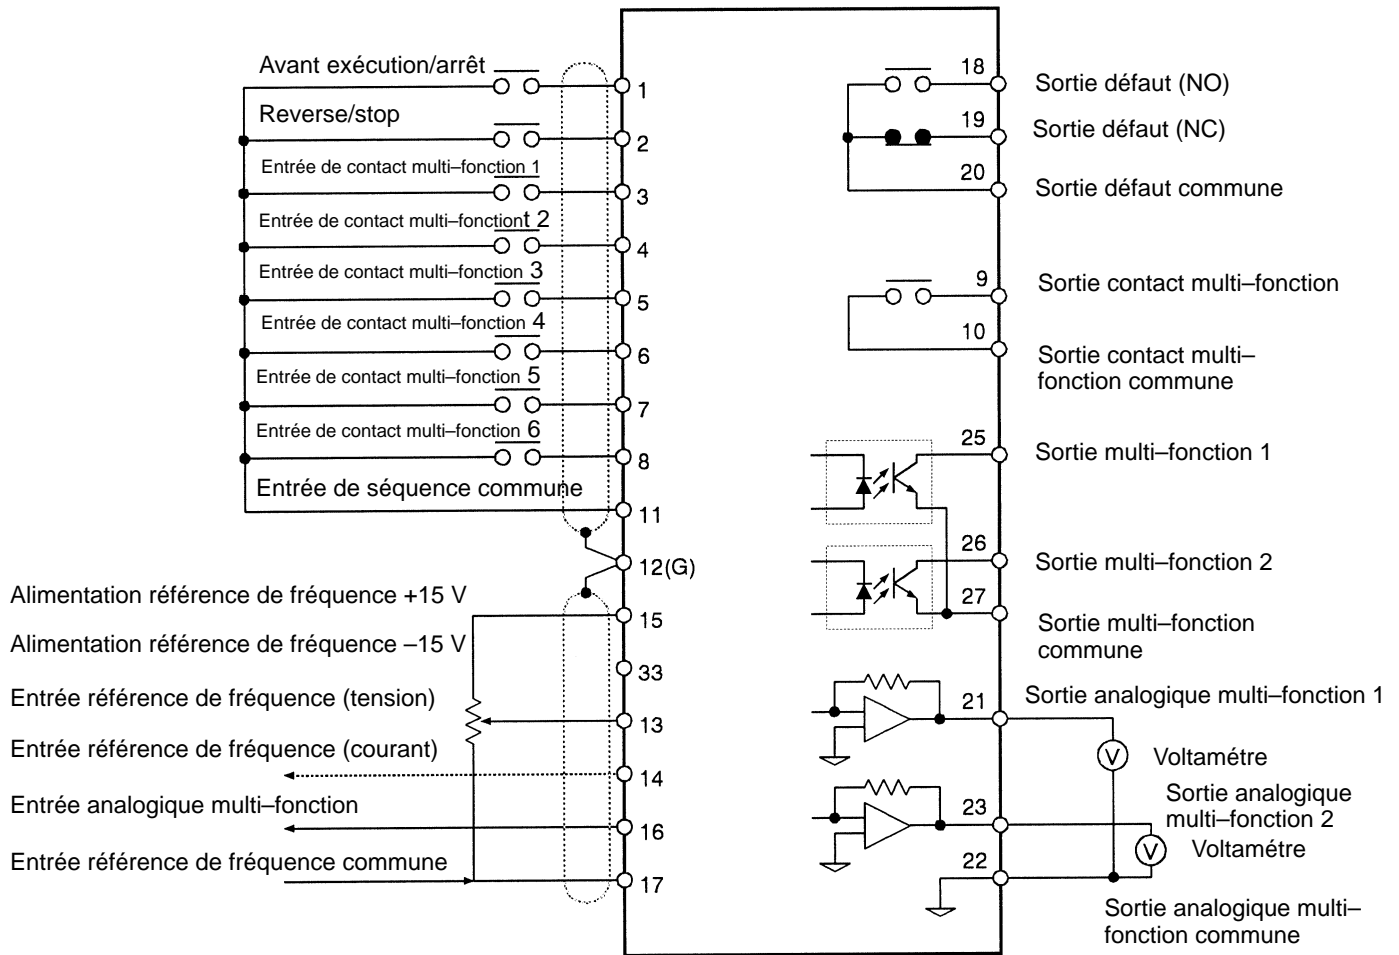 Avant exécution/arrêt
1
Reverse/stop
2
Entrée de contact multi–fonction 1
3
Entrée de contact multi–fonctiont 2
4
Entrée de contact multi–fonction 3
5
Entrée de contact multi–fonction 4
6
Entrée de contact multi–fonction 5
7
Entrée de contact multi–fonction 6
8
Entrée de séquence commune
11
12(G)
Alimentation référence de fréquence +15 V
15
Alimentation référence de fréquence –15 V
33
Entrée référence de fréquence (tension)
13
Entrée référence de fréquence (courant)
14
Entrée analogique multi–fonction
16
Entrée référence de fréquence commune
17
18
Sortie défaut (NO)
19
Sortie défaut (NC)
20
Sortie défaut commune
9
Sortie contact multi–fonction
10
Sortie contact multi–
fonction commune
25
Sortie multi–fonction 1
26
Sortie multi–fonction 2
27
Sortie multi–fonction
commune
21
Sortie analogique multi–fonction 1
V
Voltamétre
23
Sortie analogique
multi–fonction 2
V
Voltamétre
22
Sortie analogique multi–
fonction commune